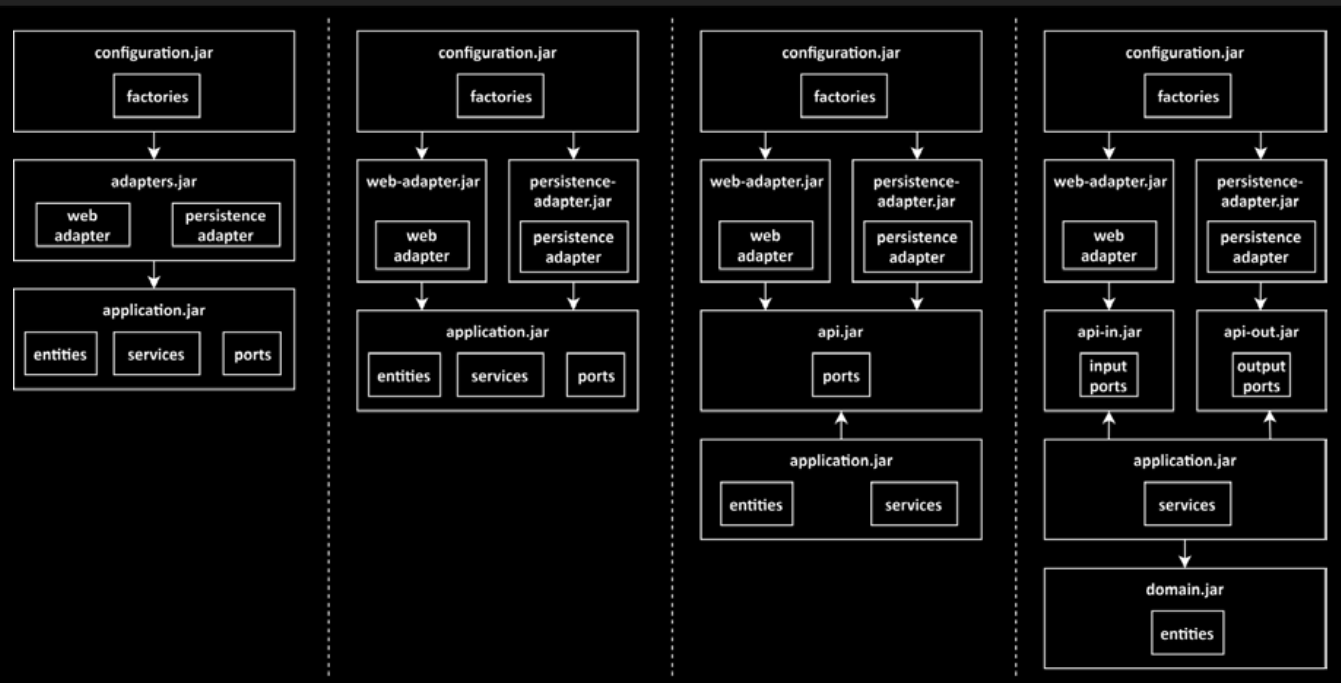 configuration.jar
factories
adapters.jar
web
adapter
persistence
adapter
application.jar
entities
services
ports
configuration.jar
factories
web-adapter.jar
web
adapter
persistence-
adapter.jar
persistence
adapter
application.jar
entities
services
ports
configuration.jar
factories
web-adapter.jar
web
adapter
persistence-
adapter.jar
persistence
adapter
api.jar
ports
application.jar
entities
services
configuration.jar
factories
web-adapter.jar
web
adapter
persistence-
adapter.jar
persistence
adapter
api-in.jar
input
ports
api-out.jar
output
ports
application.jar
services
domain.jar
entities